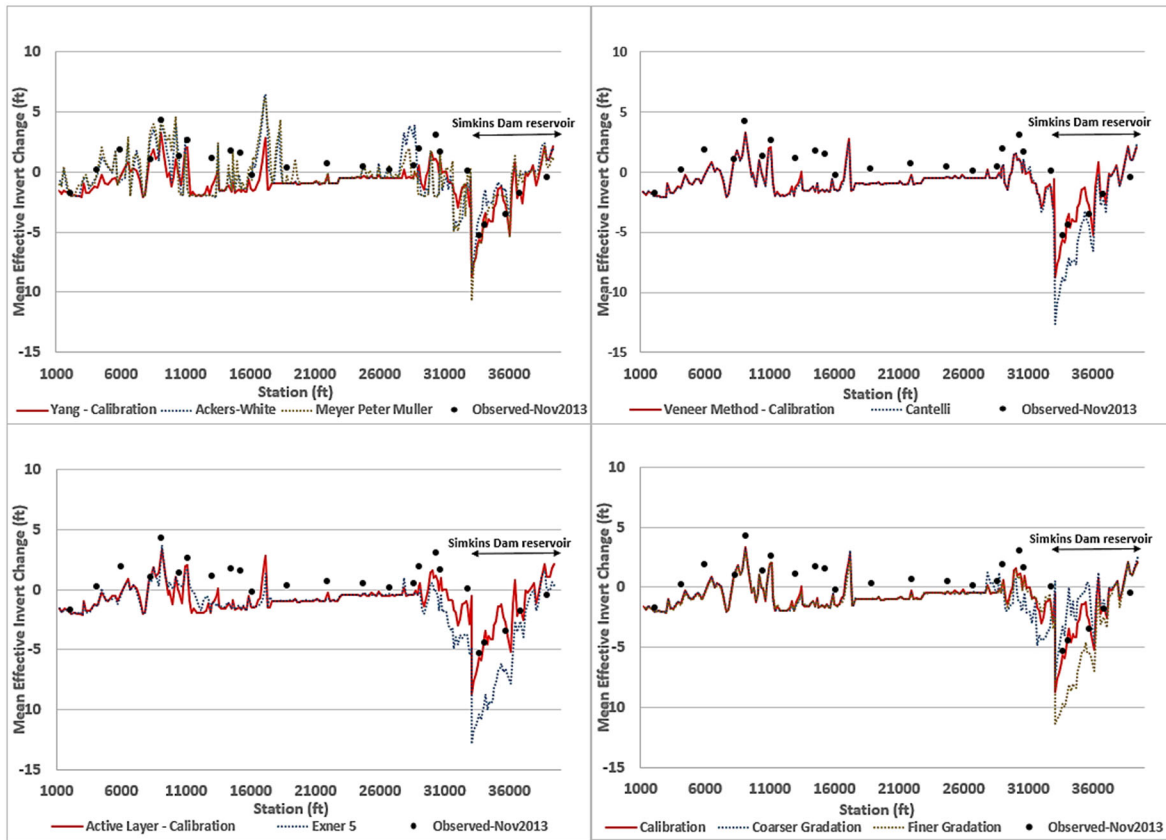 Mean Effective Invert Change (ft)
10
5
0
-5
-10
-15
Simkins Dam reservoir
1000 6000 11000 16000 21000 26000 31000 36000
Station (ft)
Yang - Calibration Ackers-White Meyer Peter Muller Observed-Nov2013
Mean Effective Invert Change (ft)
10
5
0
-5
-10
-15
Simkins Dam reservoir
1000 6000 11000 16000 21000 26000 31000 36000
Station (ft)
Veneer Method - Calibration Cantelli Observed-Nov2013
Mean Effective Invert Change (ft)
10
5
0
-5
-10
-15
Simkins Dam reservoir
1000 6000 11000 16000 21000 26000 31000 36000
Station (ft)
Active Layer - Calibration Exner 5 Observed-Nov2013
Mean Effective Invert Change (ft)
10
5
0
-5
-10
-15
Simkins Dam reservoir
1000 6000 11000 16000 21000 26000 31000 36000
Station (ft)
Calibration Coarser Gradation Finer Gradation Observed-Nov2013